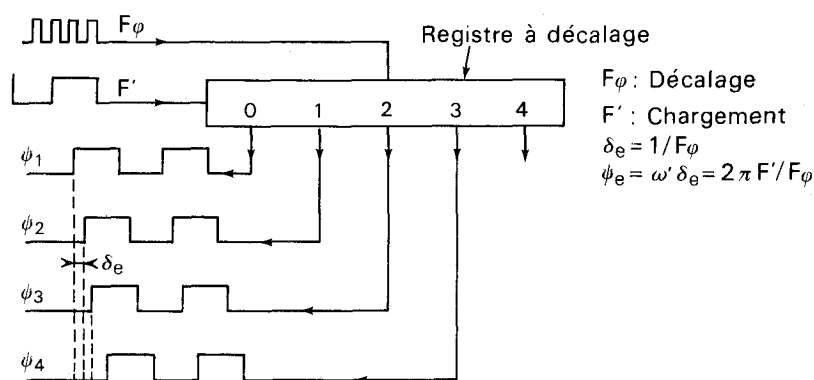 Fφ
Registre à décalage
F'
0 1 2 3 4
Fφ : Décalage
F' : Chargement
δe = 1/Fφ
ψe = ω' δe = 2 π F'/Fφ
ψ1
ψ2
δe
ψ3
ψ4